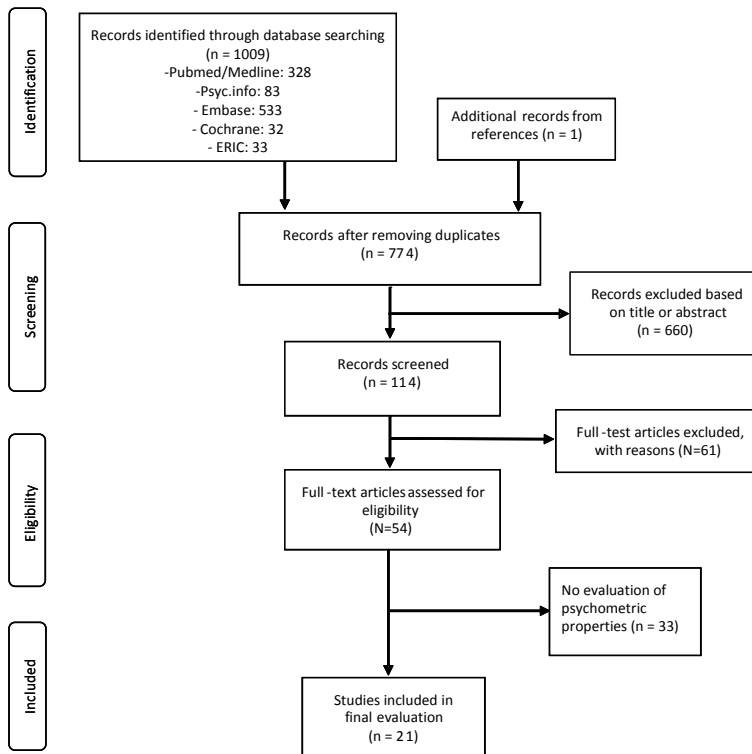 Identification
Records identified through database searching
(n = 1009)
-Pubmed/Medline: 328
-Psyc.info: 83
- Embase: 533
- Cochrane: 32
- ERIC: 33
Additional records from
references (n = 1)
Screening
Records after removing duplicates
(n = 774)
Records excluded based
on title or abstract
(n = 660)
Records screened
(n = 114)
Full -test articles excluded,
with reasons (N=61)
Eligibility
Full -text articles assessed for
eligibility
(N=54)
No evaluation of
psychometric
properties (n = 33)
Included
Studies included in
final evaluation
(n = 21)